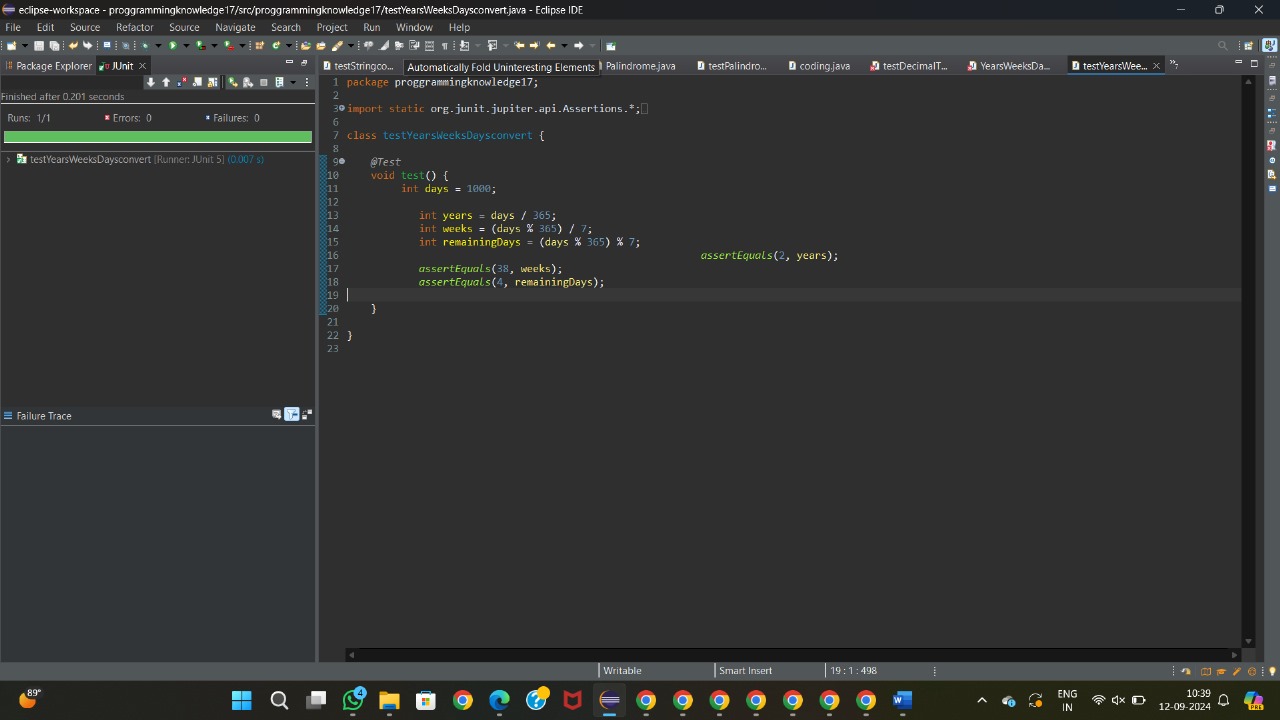 eclipse-workspace - proggrammingknowledge17/src/proggrammingknowledge17/testYearsWeeksDaysconvert.java - Eclipse IDE
File Edit Source Refactor Source Navigate Search Project Run Window Help
Package Explorer JUnit
testStringco... Automatically Fold Uninteresting Elements Palindrome.java testPalindro... coding.java testDecimalT... YearsWeeksDa... testYearsWee... 7
Finished after 0.201 seconds
Runs: 1/1 Errors: 0 Failures: 0
testYearsWeeksDaysconvert [Runner: JUnit 5] (0.007 s)
Failure Trace
1 package proggrammingknowledge17;
2
3 import static org.junit.jupiter.api.Assertions.*;
6
7 class testYearsWeeksDaysconvert {
8
9 @Test
10 void test() {
11 int days = 1000;
12
13 int years = days / 365;
14 int weeks = (days % 365) / 7;
15 int remainingDays = (days % 365) % 7;
16 assertEquals(2, years);
17 assertEquals(38, weeks);
18 assertEquals(4, remainingDays);
19
20 }
21
22 }
23
Writable Smart Insert 19 : 1 : 498
89° 4 ENG IN 10:39 12-09-2024 PRE